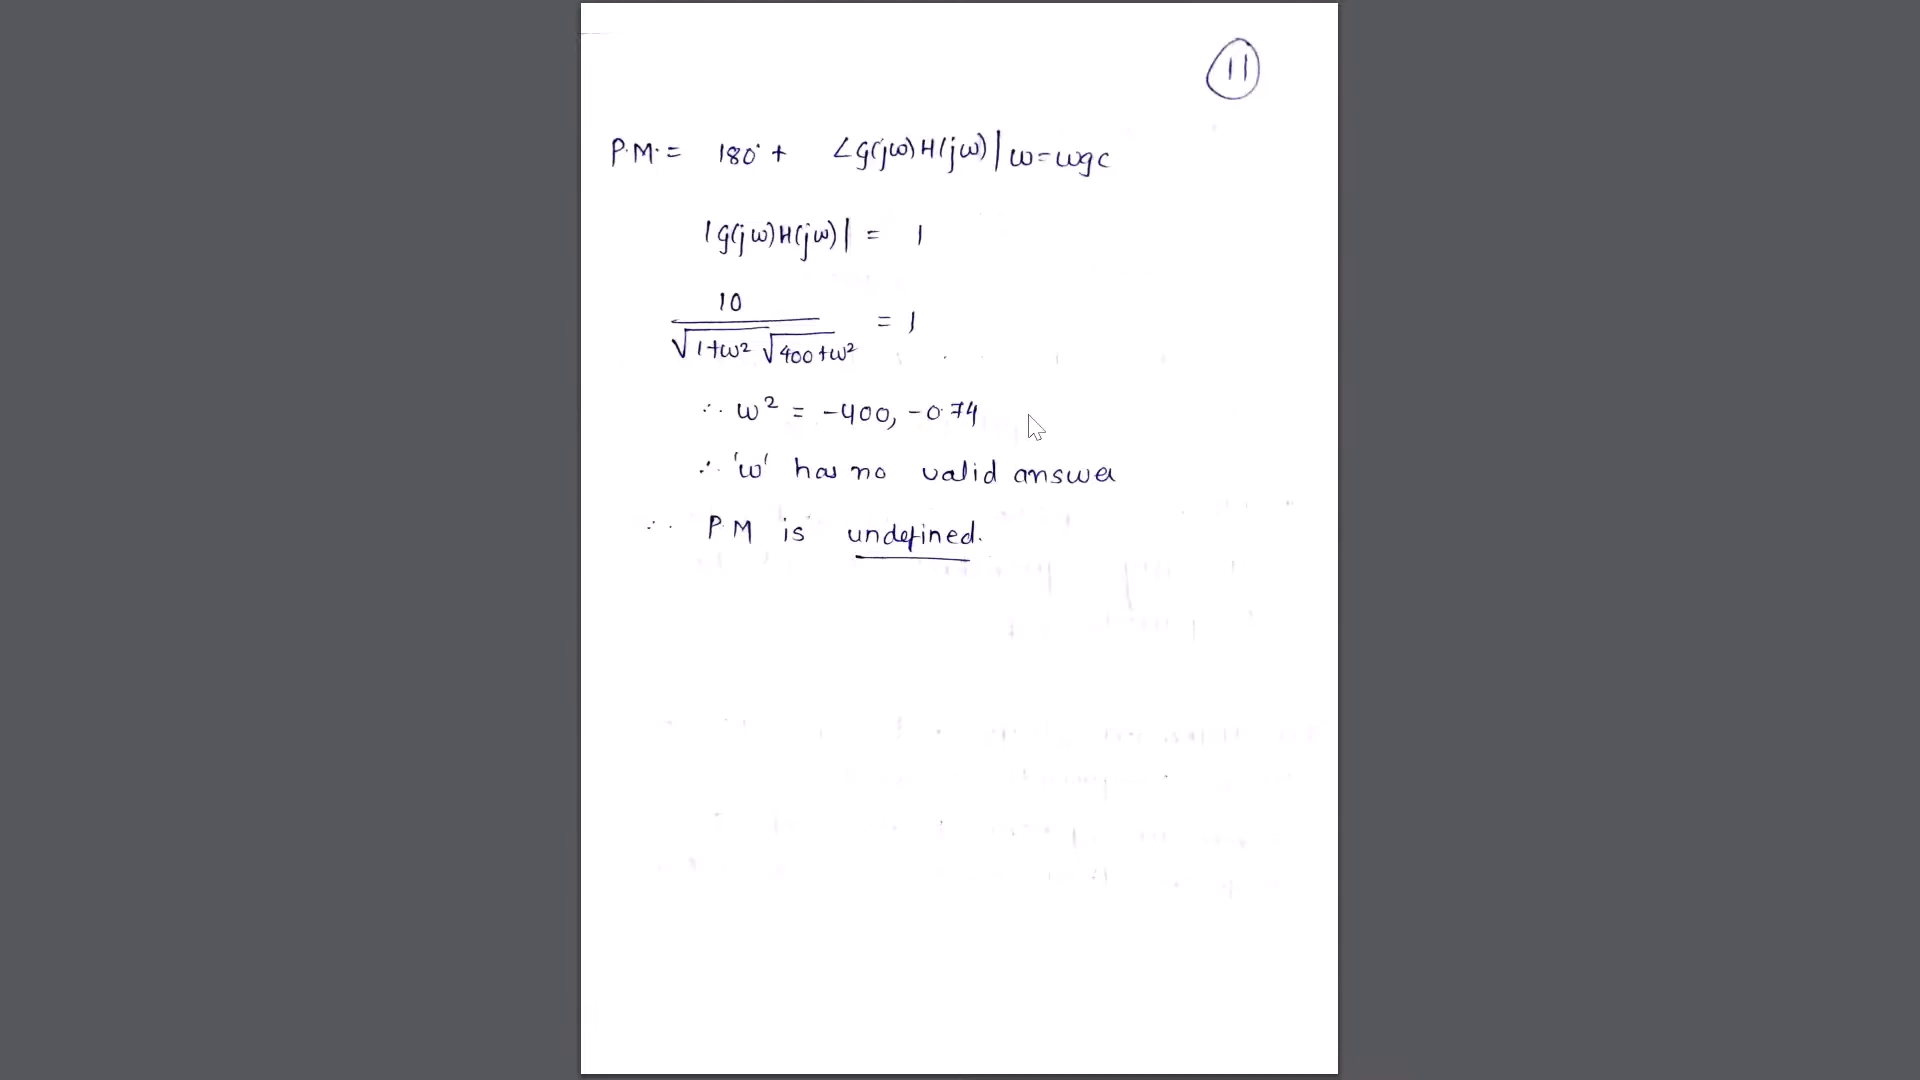 11
P.M. = 180° + ∠G(jω)H(jω)|ω=ωgc
|G(jω)H(jω)| = 1
10 / √1+ω² √400+ω² = 1
∴ ω² = -400, -0.74
∴ 'ω' has no valid answer
∴ P.M is undefined.